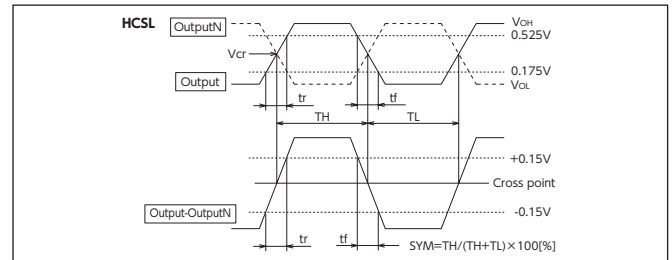 HCSL
OutputN
VOH
0.525V
Vcr
0.175V
Output
VOL
tr
tf
TH
TL
+0.15V
Cross point
Output-OutputN
-0.15V
tr
tf
SYM=TH/(TH+TL)×100[%]